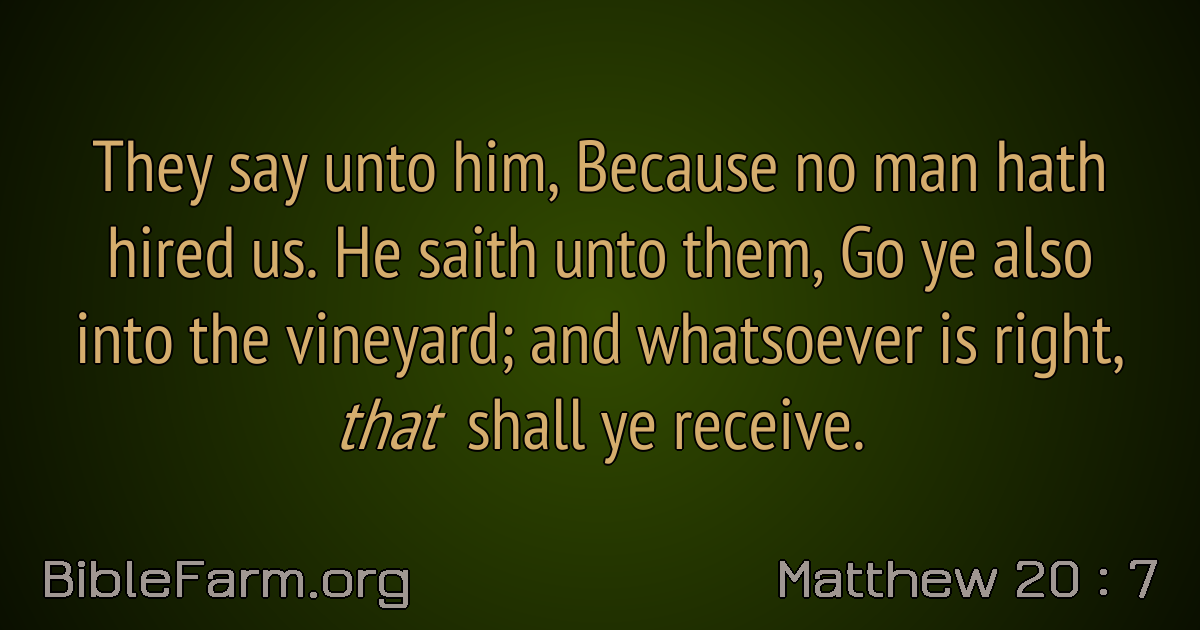 They say unto him, Because no man hath
hired us. He saith unto them, Go ye also
into the vineyard; and whatsoever is right,
that shall ye receive.
BibleFarm.org
Matthew 20 : 7